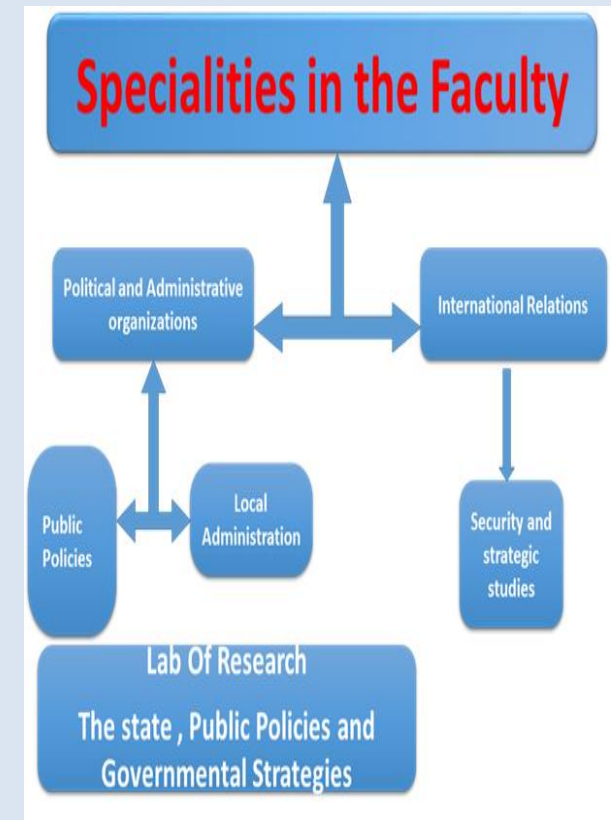 Specialities in the Faculty
Political and Administrative
organizations
International Relations
Public
Policies
Local
Administration
Security and
strategic
studies
Lab Of Research
The state , Public Policies and
Governmental Strategies